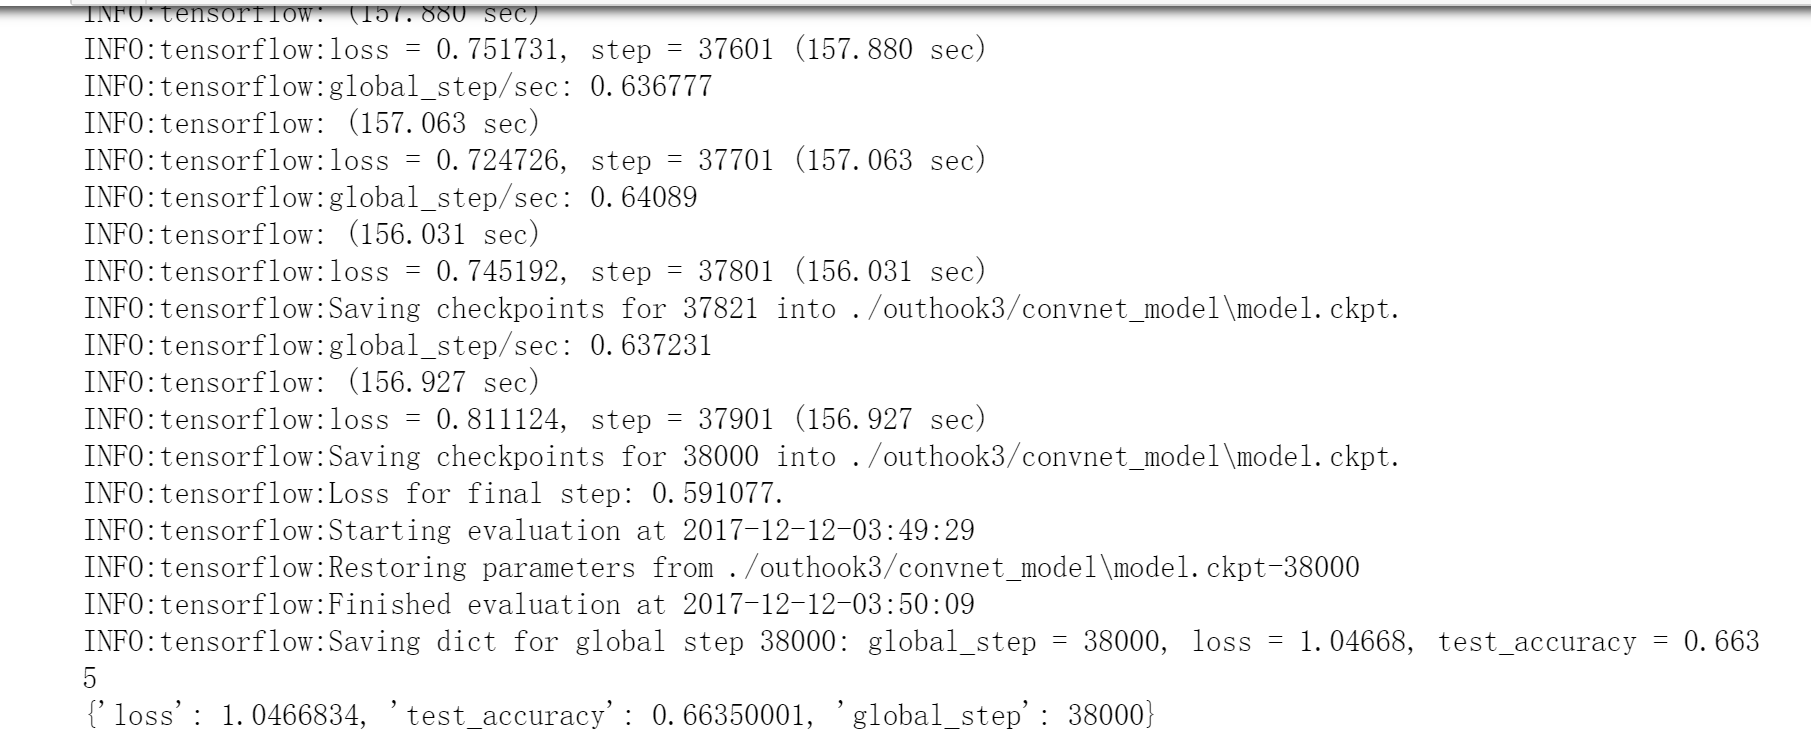 INFO:tensorflow: (157.880 sec)
INFO:tensorflow:loss = 0.751731, step = 37601 (157.880 sec)
INFO:tensorflow:global_step/sec: 0.636777
INFO:tensorflow: (157.063 sec)
INFO:tensorflow:loss = 0.724726, step = 37701 (157.063 sec)
INFO:tensorflow:global_step/sec: 0.64089
INFO:tensorflow: (156.031 sec)
INFO:tensorflow:loss = 0.745192, step = 37801 (156.031 sec)
INFO:tensorflow:Saving checkpoints for 37821 into ./outhook3/convnet_model\model.ckpt.
INFO:tensorflow:global_step/sec: 0.637231
INFO:tensorflow: (156.927 sec)
INFO:tensorflow:loss = 0.811124, step = 37901 (156.927 sec)
INFO:tensorflow:Saving checkpoints for 38000 into ./outhook3/convnet_model\model.ckpt.
INFO:tensorflow:Loss for final step: 0.591077.
INFO:tensorflow:Starting evaluation at 2017-12-12-03:49:29
INFO:tensorflow:Restoring parameters from ./outhook3/convnet_model\model.ckpt-38000
INFO:tensorflow:Finished evaluation at 2017-12-12-03:50:09
INFO:tensorflow:Saving dict for global step 38000: global_step = 38000, loss = 1.04668, test_accuracy = 0.663
5
{'loss': 1.0466834, 'test_accuracy': 0.66350001, 'global_step': 38000}